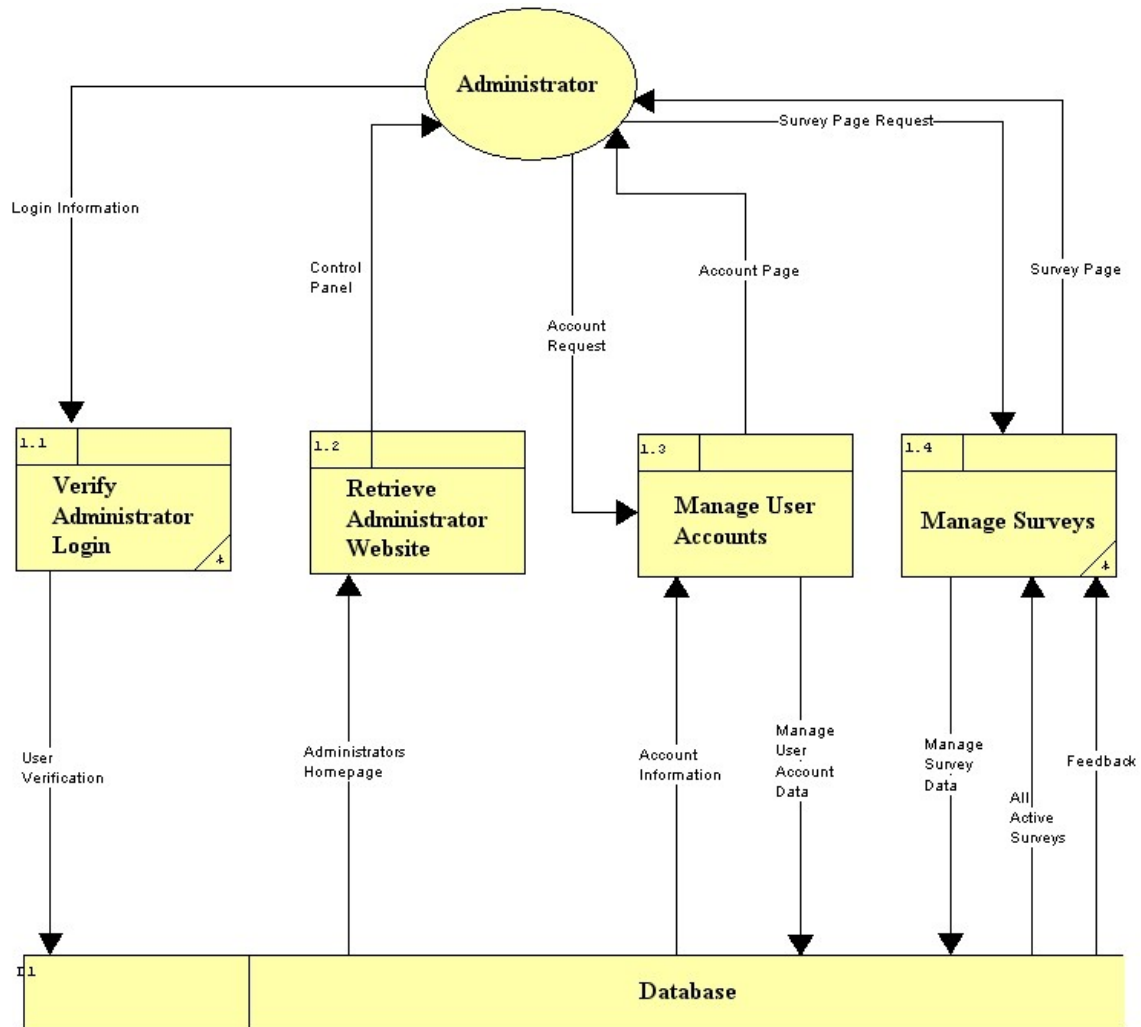 Administrator
Survey Page Request
Login Information
Control
Panel
Account Page
Survey Page
Account
Request
1.1
Verify
Administrator
Login
*
1.2
Retrieve
Administrator
Website
1.3
Manage User
Accounts
1.4
Manage Surveys
*
User
Verification
Administrators
Homepage
Account
Information
Manage
User
Account
Data
Manage
Survey
Data
All
Active
Surveys
Feedback
D1
Database